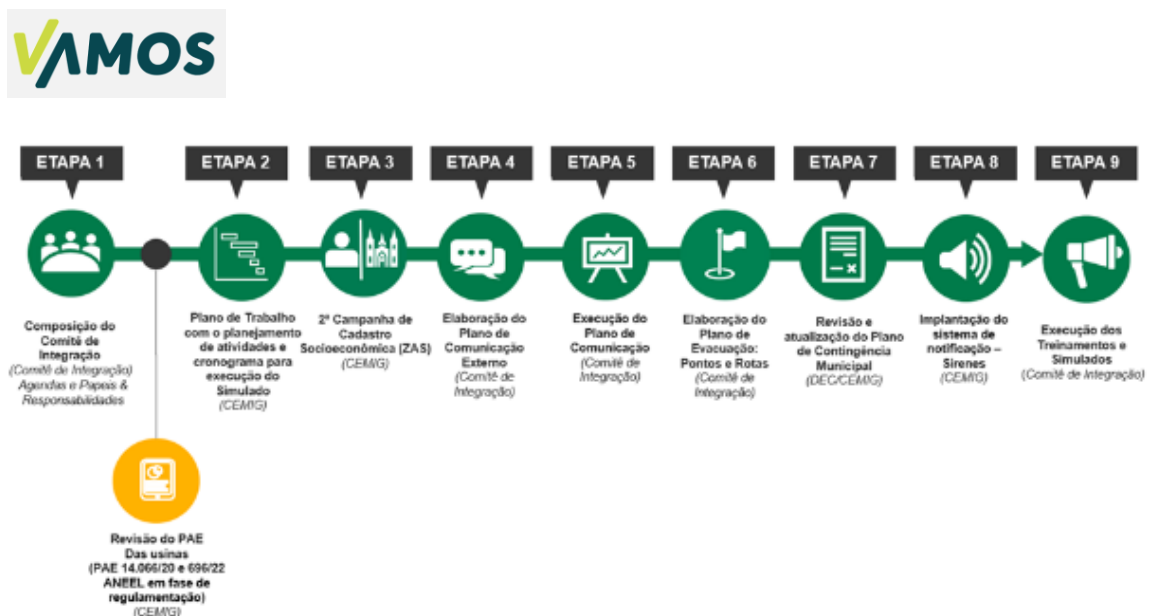 VAMOS
ETAPA 1
ETAPA 2
ETAPA 3
ETAPA 4
ETAPA 5
ETAPA 6
ETAPA 7
ETAPA 8
ETAPA 9
Composição do
Comitê de
Integração
(Comitê de Integração)
Agendas e Papeis &
Responsabilidades
Plano de Trabalho
com o planejamento
de atividades e
cronograma para
execução do
Simulado
(CEMIG)
2ª Campanha de
Cadastro
Socioeconômica (ZAS)
(CEMIG)
Elaboração do
Plano de
Comunicação
Externo
(Comitê de
Integração)
Execução do
Plano de
Comunicação
(Comitê de
Integração)
Elaboração do
Plano de
Evacuação:
Pontos e Rotas
(Comitê de
Integração)
Revisão e
atualização do Plano
de Contingência
Municipal
(DEC/CEMIG)
Implantação do
sistema de
notificação –
Sirenes
(CEMIG)
Execução dos
Treinamentos e
Simulados
(Comitê de Integração)
Revisão do PAE
Das usinas
(PAE 14.066/20 e 696/22
ANEEL em fase de
regulamentação)
(CEMIG)